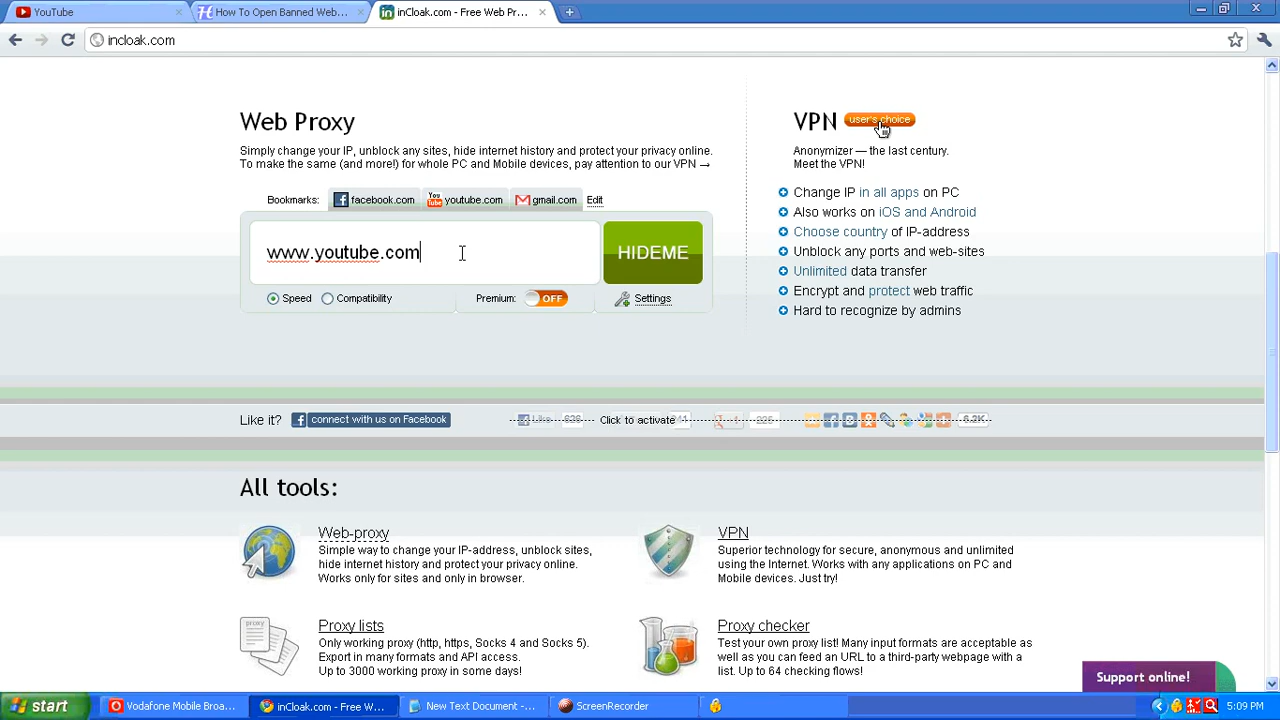 YouTube
How To Open Banned Web...
inCloak.com - Free Web Pr...
incloak.com
Web Proxy
Simply change your IP, unblock any sites, hide internet history and protect your privacy online.
To make the same (and more!) for whole PC and Mobile devices, pay attention to our VPN →
Bookmarks: facebook.com youtube.com gmail.com Edit
www.youtube.com
HIDEME
Speed Compatibility Premium: OFF Settings
VPN user's choice
Anonymizer — the last century.
Meet the VPN!
Change IP in all apps on PC
Also works on iOS and Android
Choose country of IP-address
Unblock any ports and web-sites
Unlimited data transfer
Encrypt and protect web traffic
Hard to recognize by admins
Like it? connect with us on Facebook Like Click to activate 6.2K
All tools:
Web-proxy
Simple way to change your IP-address, unblock sites,
hide internet history and protect your privacy online.
Works only for sites and only in browser.
VPN
Superior technology for secure, anonymous and unlimited
using the Internet. Works with any applications on PC and
Mobile devices. Just try!
Proxy lists
Only working proxy (http, https, Socks 4 and Socks 5).
Export in many formats and API access.
Up to 3000 working proxy in some days!
Proxy checker
Test your own proxy list! Many input formats are acceptable
as well as you can feed an URL to a third-party webpage with a
list. Up to 64 checking flows!
Support online!
start Vodafone Mobile Broa... inCloak.com - Free W... New Text Document -... ScreenRecorder 5:09 PM